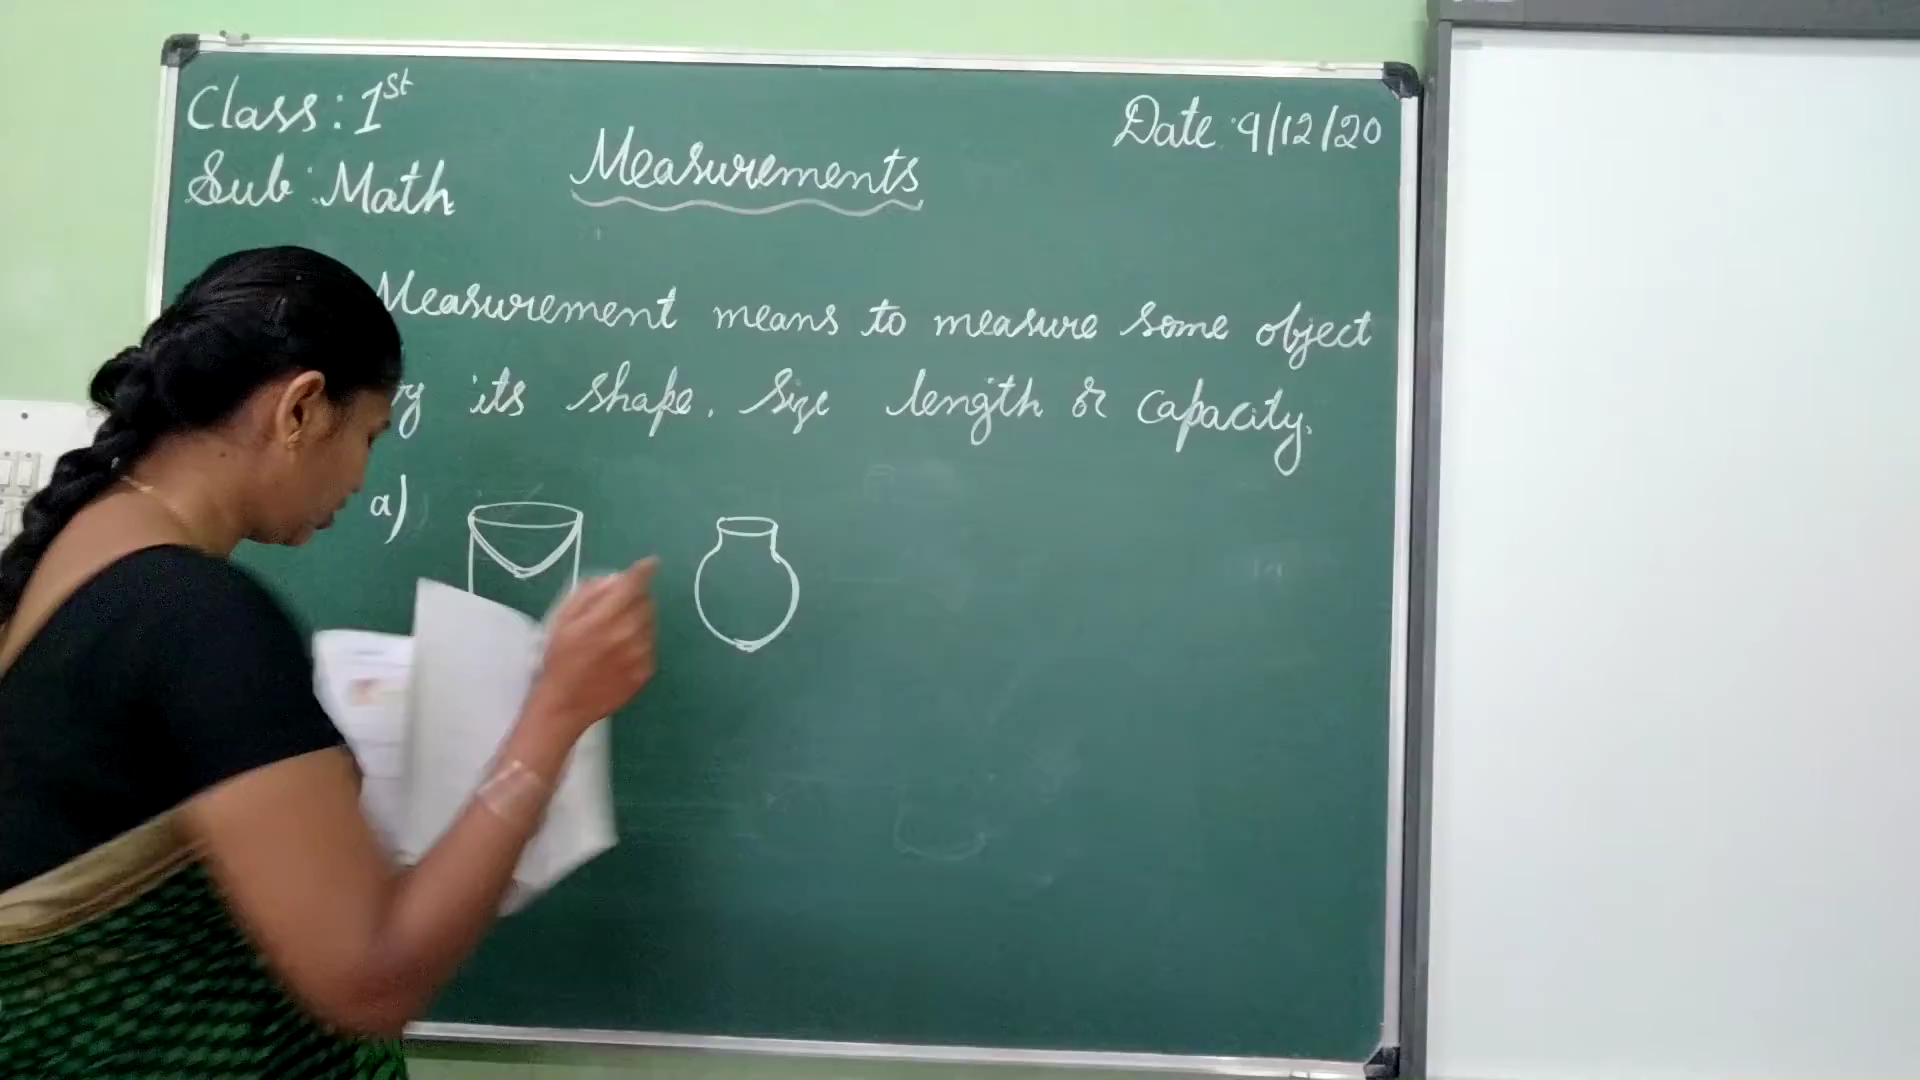 Class : 1st
Date 9/12/20
Sub : Math
Measurements
Measurement means to measure some object
its shape. Size length or capacity.
a)